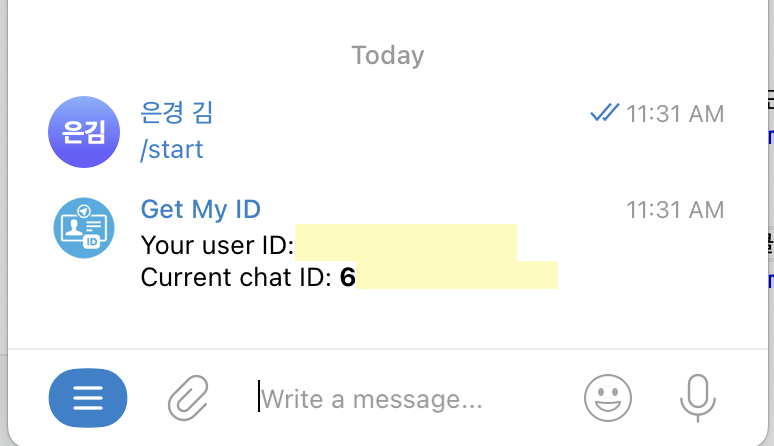 Today
은경 김
11:31 AM
은김
/start
Get My ID
11:31 AM
ID
Your user ID:
Current chat ID: 6
Write a message...